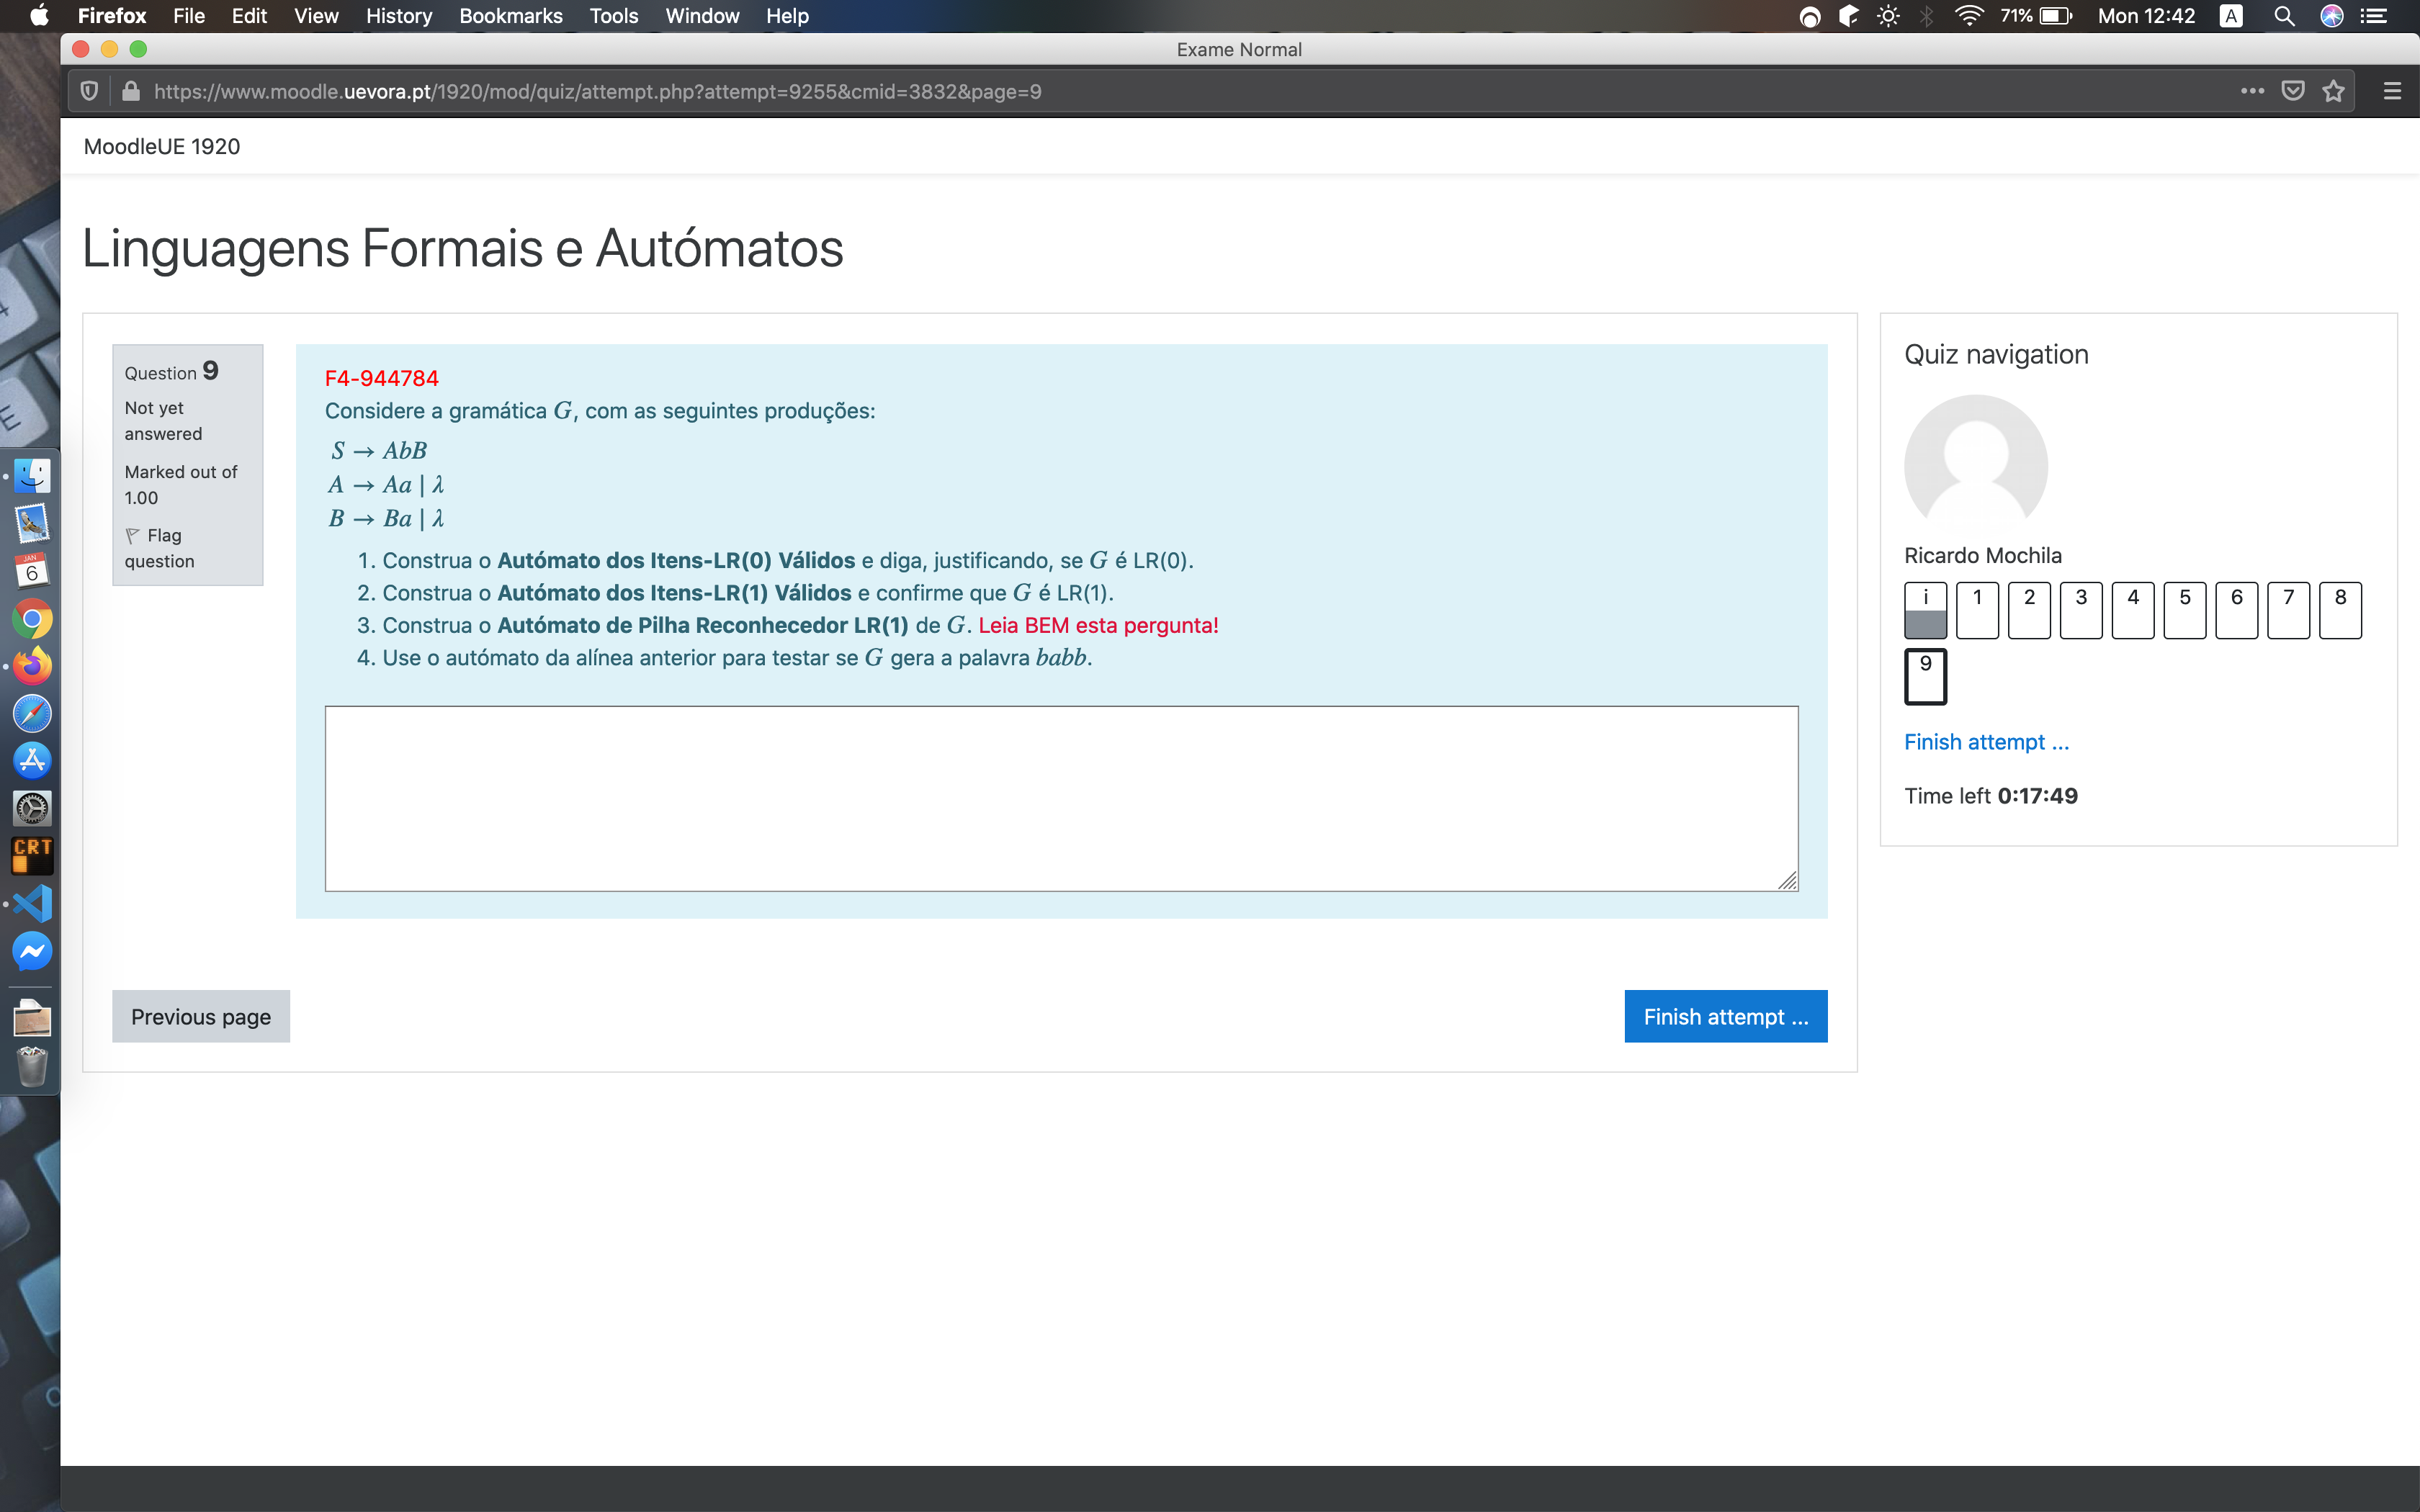 Firefox File Edit View History Bookmarks Tools Window Help 71% Mon 12:42 A
Exame Normal
https://www.moodle.uevora.pt/1920/mod/quiz/attempt.php?attempt=9255&cmid=3832&page=9
MoodleUE 1920
Linguagens Formais e Autómatos
Question 9
Not yet
answered
Marked out of
1.00
Flag
question
F4-944784
Considere a gramática G, com as seguintes produções:
S → AbB
A → Aa | λ
B → Ba | λ
1. Construa o Autómato dos Itens-LR(0) Válidos e diga, justificando, se G é LR(0).
2. Construa o Autómato dos Itens-LR(1) Válidos e confirme que G é LR(1).
3. Construa o Autómato de Pilha Reconhecedor LR(1) de G. Leia BEM esta pergunta!
4. Use o autómato da alínea anterior para testar se G gera a palavra babb.
Previous page
Finish attempt ...
Quiz navigation
Ricardo Mochila
i 1 2 3 4 5 6 7 8
9
Finish attempt ...
Time left 0:17:49
JAN
6
CRT